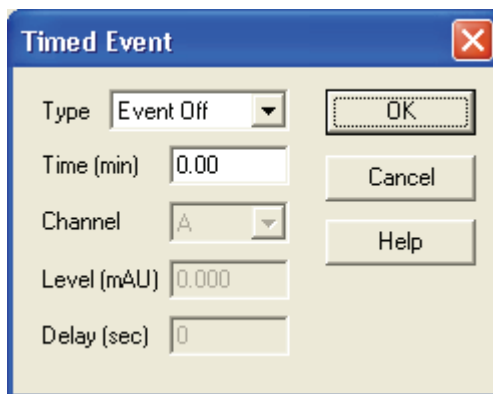 Timed Event
Type Event Off OK
Time (min) 0.00 Cancel
Channel A Help
Level (mAU) 0.000
Delay (sec) 0